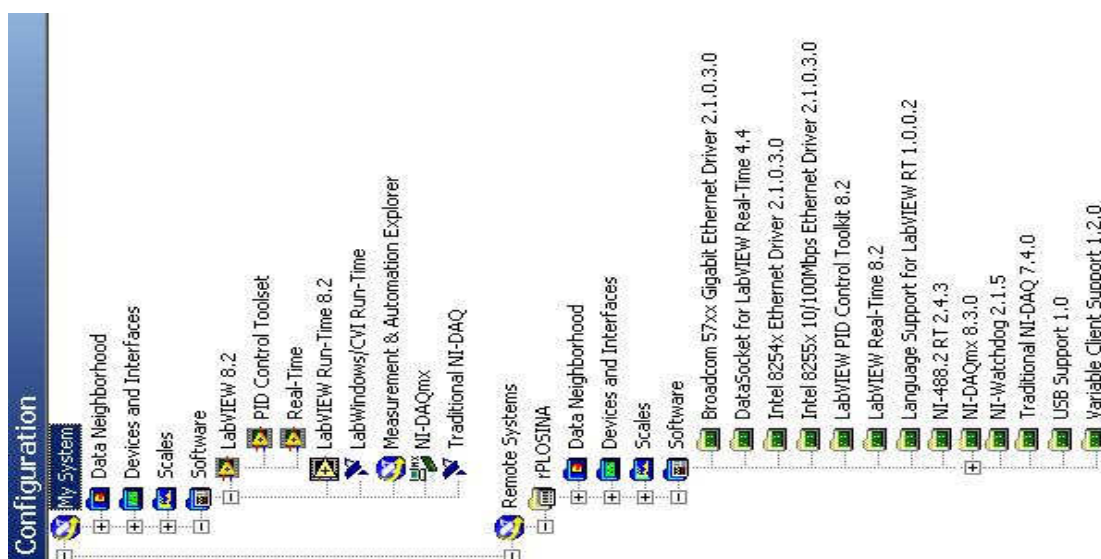 Configuration
My System
Data Neighborhood
Devices and Interfaces
Scales
Software
LabVIEW 8.2
PID Control Toolset
Real-Time
LabVIEW Run-Time 8.2
LabWindows/CVI Run-Time
Measurement & Automation Explorer
NI-DAQmx
Traditional NI-DAQ
Remote Systems
rPLOSINA
Data Neighborhood
Devices and Interfaces
Scales
Software
Broadcom 57xx Gigabit Ethernet Driver 2.1.0.3.0
DataSocket for LabVIEW Real-Time 4.4
Intel 8254x Ethernet Driver 2.1.0.3.0
Intel 8255x 10/100Mbps Ethernet Driver 2.1.0.3.0
LabVIEW PID Control Toolkit 8.2
LabVIEW Real-Time 8.2
Language Support for LabVIEW RT 1.0.0.2
NI-488.2 RT 2.4.3
NI-DAQmx 8.3.0
NI-Watchdog 2.1.5
Traditional NI-DAQ 7.4.0
USB Support 1.0
Variable Client Support 1.2.0